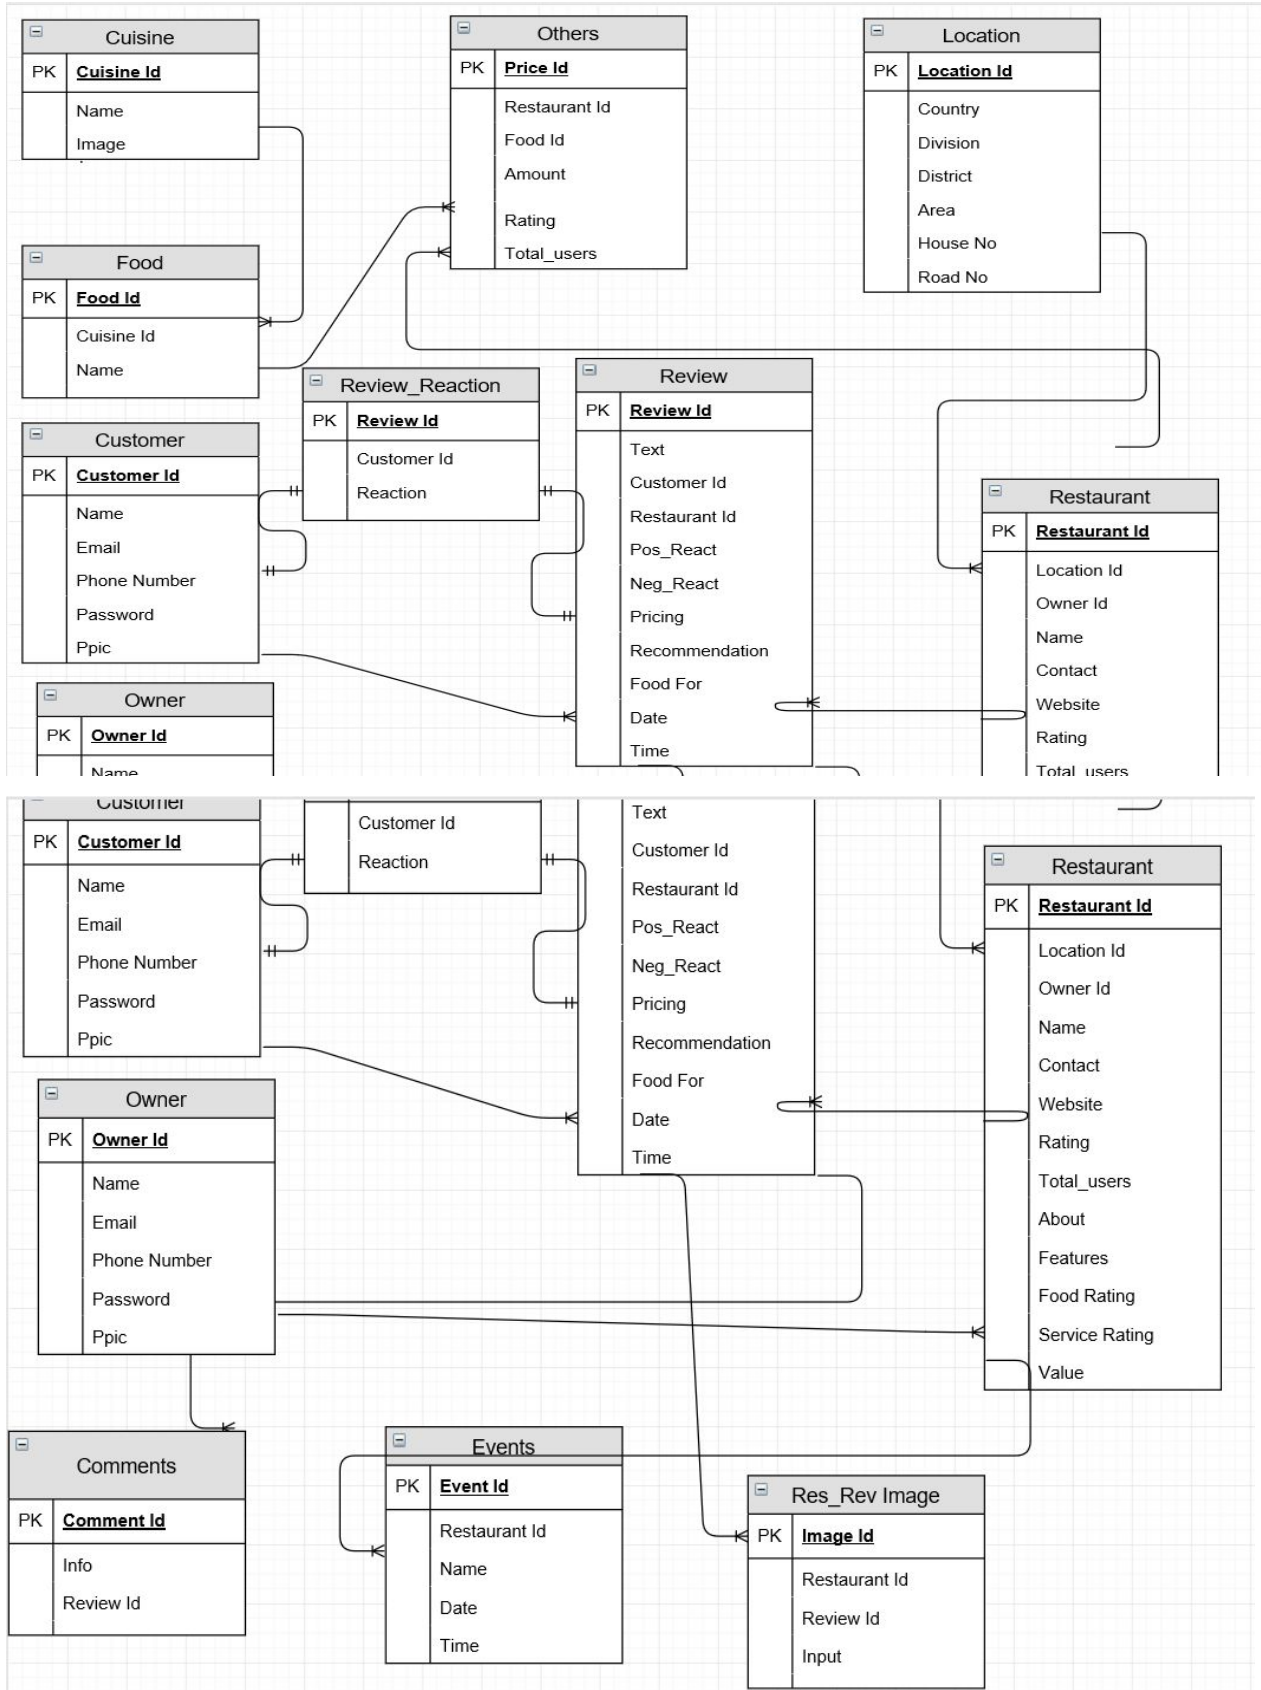 Cuisine
PK Cuisine Id
Name
Image
Others
PK Price Id
Restaurant Id
Food Id
Amount
Rating
Total_users
Location
PK Location Id
Country
Division
District
Area
House No
Road No
Food
PK Food Id
Cuisine Id
Name
Review_Reaction
PK Review Id
Customer Id
Reaction
Review
PK Review Id
Text
Customer Id
Restaurant Id
Pos_React
Neg_React
Pricing
Recommendation
Food For
Date
Time
Customer
PK Customer Id
Name
Email
Phone Number
Password
Ppic
Restaurant
PK Restaurant Id
Location Id
Owner Id
Name
Contact
Website
Rating
Total_users
Owner
PK Owner Id
Name
Customer
PK Customer Id
Name
Email
Phone Number
Password
Ppic
Customer Id
Reaction
Text
Customer Id
Restaurant Id
Pos_React
Neg_React
Pricing
Recommendation
Food For
Date
Time
Restaurant
PK Restaurant Id
Location Id
Owner Id
Name
Contact
Website
Rating
Total_users
About
Features
Food Rating
Service Rating
Value
Owner
PK Owner Id
Name
Email
Phone Number
Password
Ppic
Comments
PK Comment Id
Info
Review Id
Events
PK Event Id
Restaurant Id
Name
Date
Time
Res_Rev Image
PK Image Id
Restaurant Id
Review Id
Input